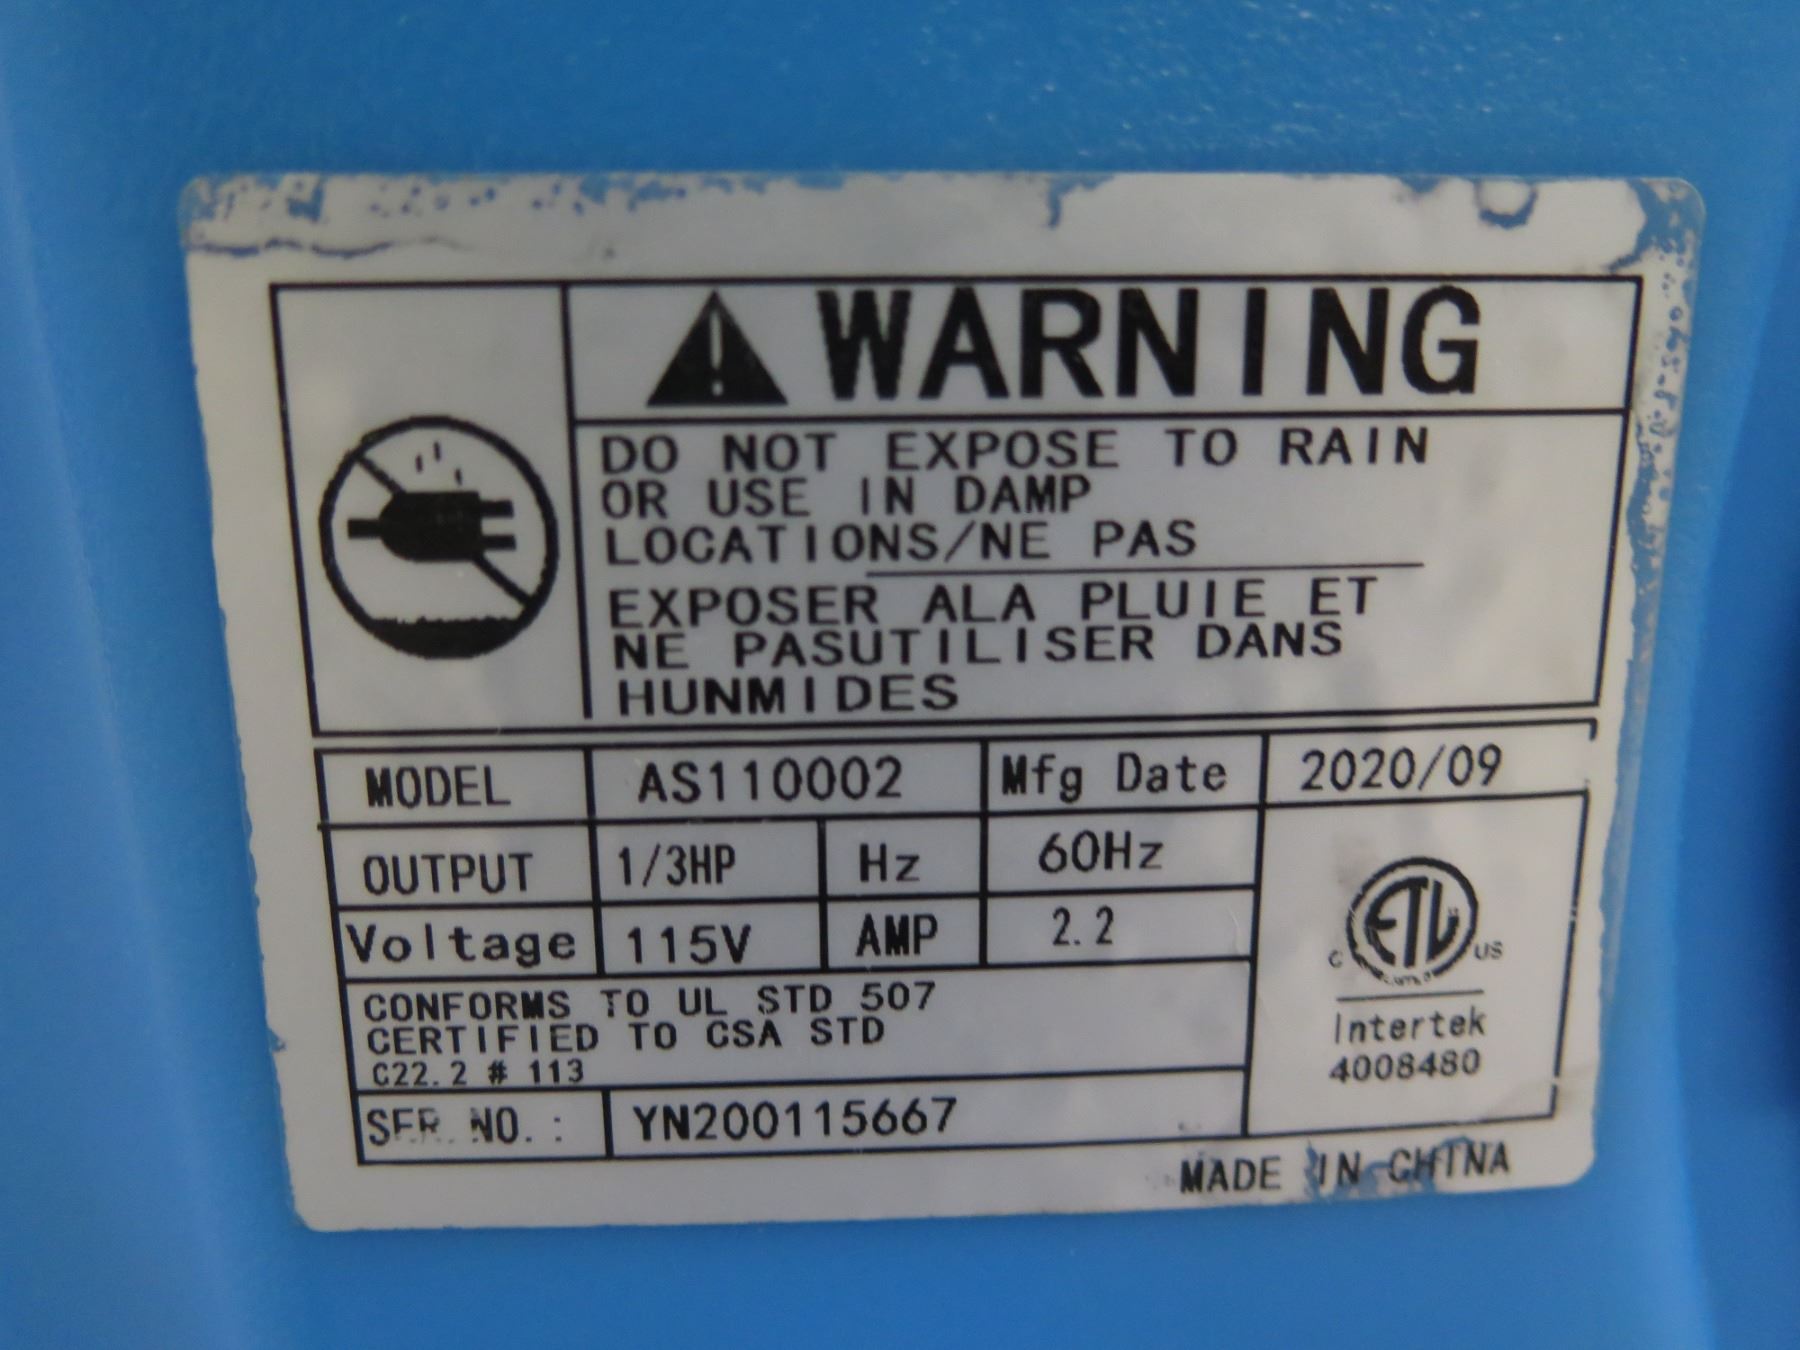 WARNING
DO NOT EXPOSE TO RAIN
OR USE IN DAMP
LOCATIONS/NE PAS
EXPOSER ALA PLUIE ET
NE PASUTILISER DANS
HUNMIDES
MODEL AS110002 Mfg Date 2020/09
OUTPUT 1/3HP Hz 60Hz
Voltage 115V AMP 2.2
CONFORMS TO UL STD 507
CERTIFIED TO CSA STD
C22.2 # 113
SER. NO.: YN200115667
C ETL US
Intertek
4008480
MADE IN CHINA